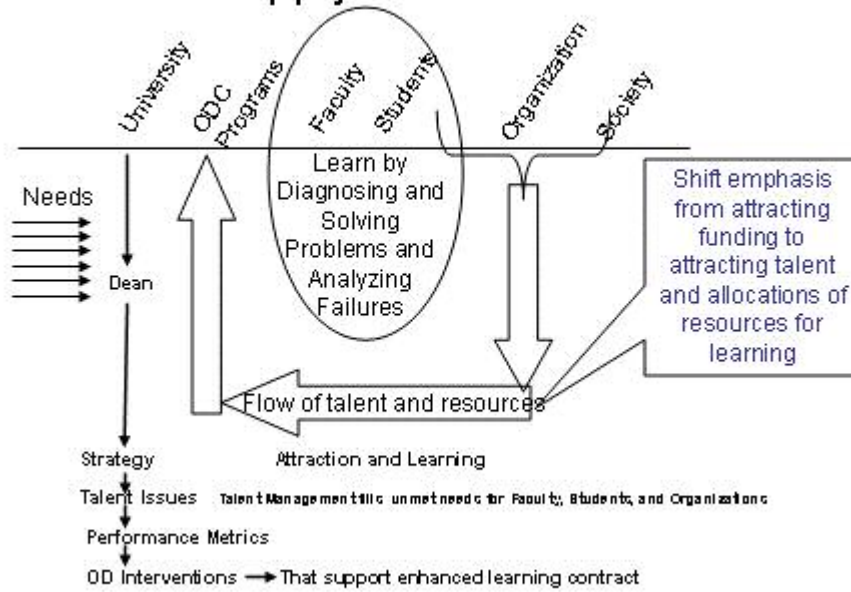 University
ODC
Programs
Faculty
Students
Organization
Society
Needs
Learn by
Diagnosing and
Solving
Problems and
Analyzing
Failures
Shift emphasis
from attracting
funding to
attracting talent
and allocations of
resources for
learning
Dean
Flow of talent and resources
Strategy
Attraction and Learning
Talent Issues
Talent Management fills unmet needs for Faculty, Students, and Organizations
Performance Metrics
OD Interventions
That support enhanced learning contract